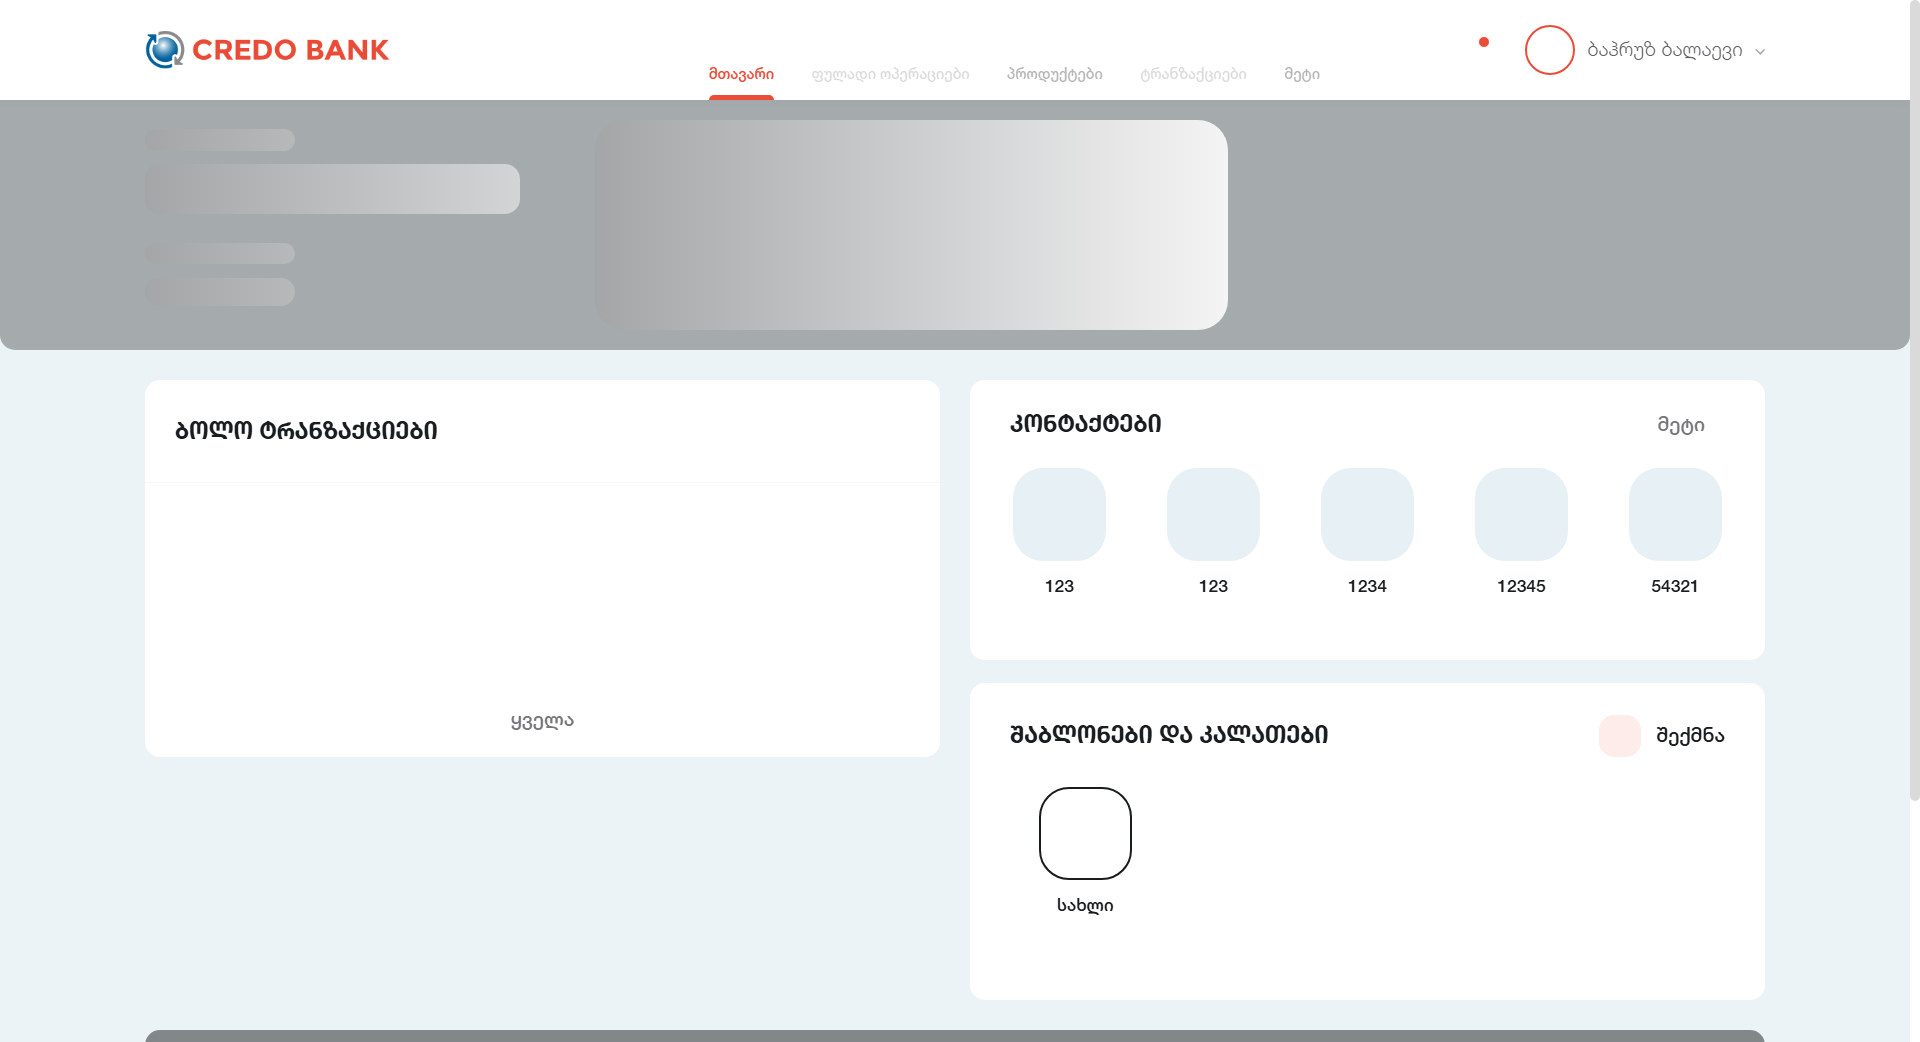 CREDO BANK
მთავარი
ფულადი ოპერაციები
პროდუქტები
ტრანზაქციები
მეტი
ბაჰრუზ ბალაევი
ბოლო ტრანზაქციები
ყველა
კონტაქტები
მეტი
123
123
1234
12345
54321
შაბლონები და კალათები
შექმნა
სახლი